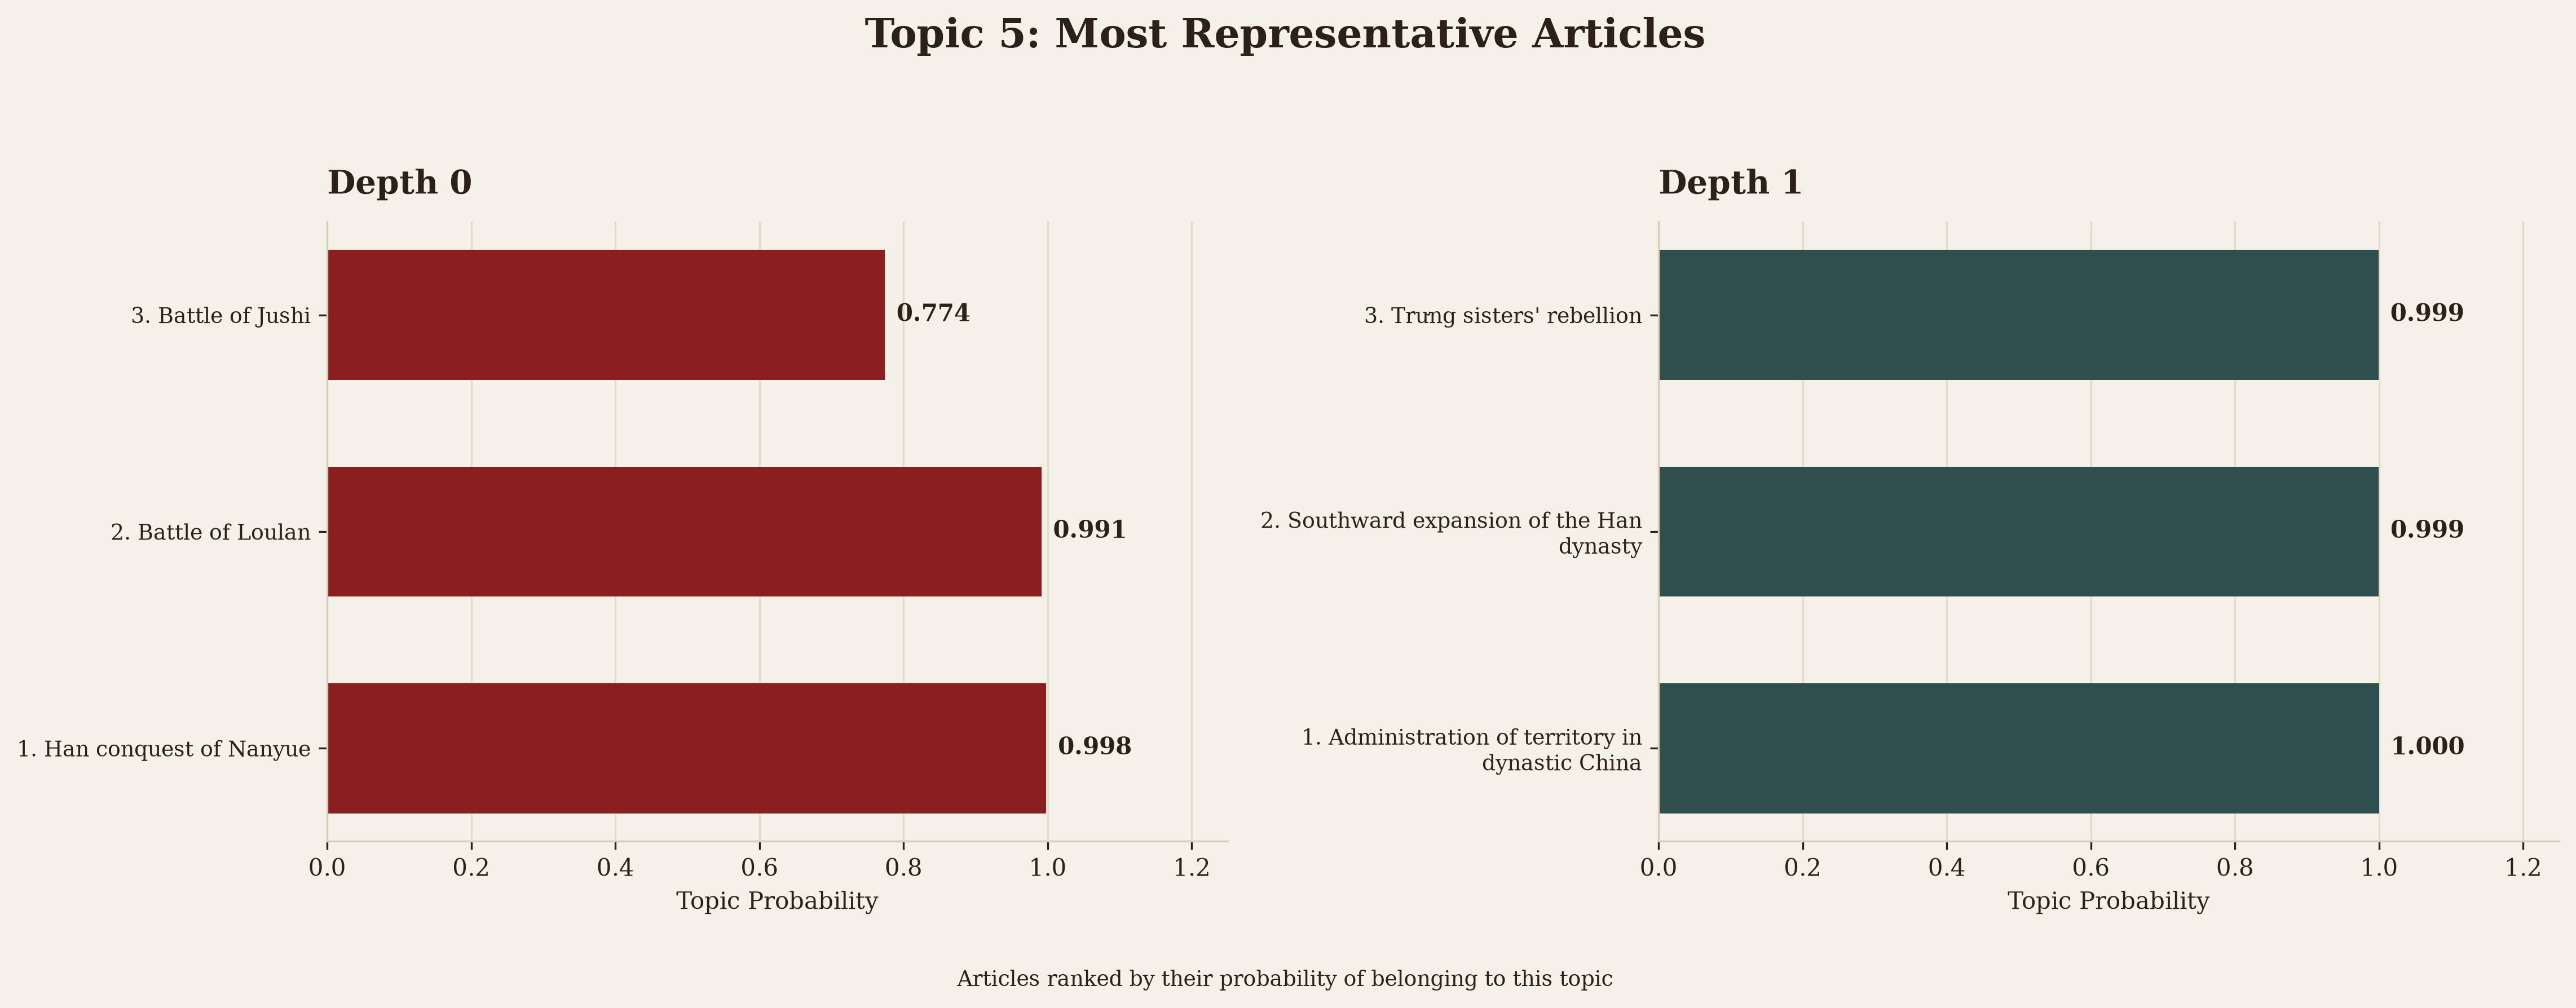 Topic 5: Most Representative Articles
Depth 0
3. Battle of Jushi
0.774
2. Battle of Loulan
0.991
1. Han conquest of Nanyue
0.998
0.0 0.2 0.4 0.6 0.8 1.0 1.2
Topic Probability
Depth 1
3. Trưng sisters' rebellion
0.999
2. Southward expansion of the Han
dynasty
0.999
1. Administration of territory in
dynastic China
1.000
0.0 0.2 0.4 0.6 0.8 1.0 1.2
Topic Probability
Articles ranked by their probability of belonging to this topic